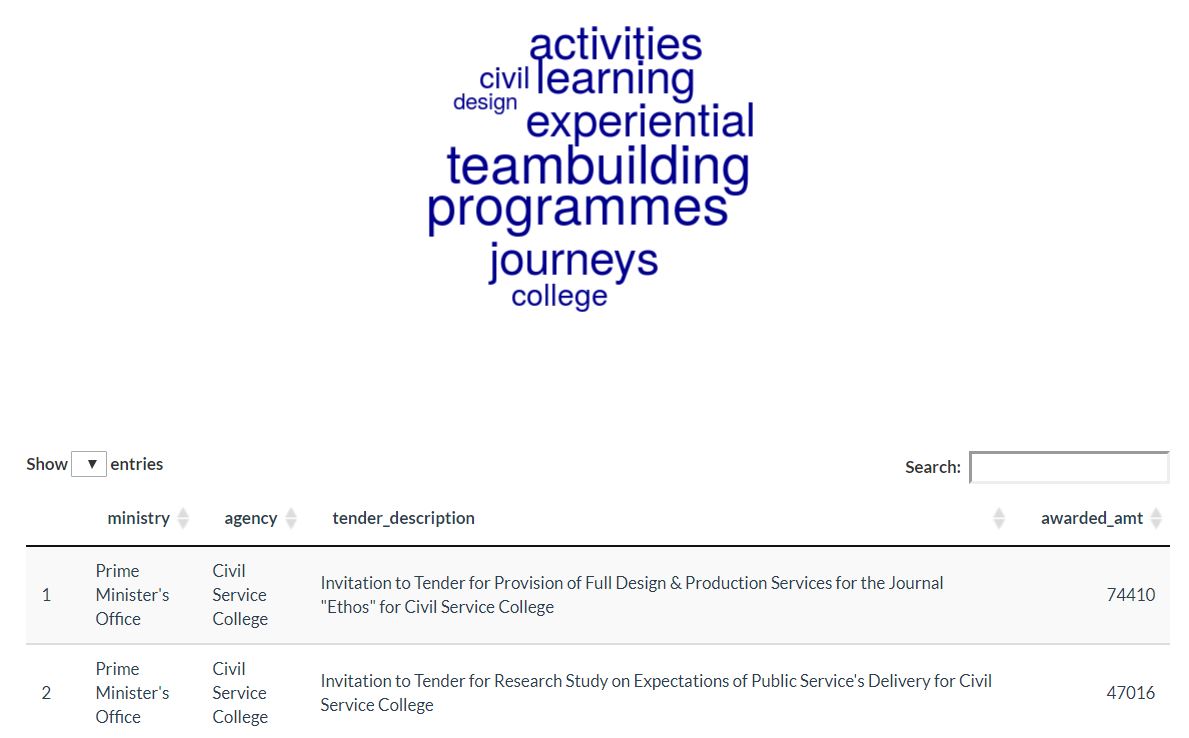 activities
civil learning
design
experiential
teambuilding
programmes
journeys
college
Show ▼ entries
Search:
ministry agency tender_description awarded_amt
Prime Civil
Minister's Service
Office College
1
Invitation to Tender for Provision of Full Design & Production Services for the Journal
"Ethos" for Civil Service College
74410
Prime Civil
Minister's Service
Office College
2
Invitation to Tender for Research Study on Expectations of Public Service's Delivery for Civil
Service College
47016